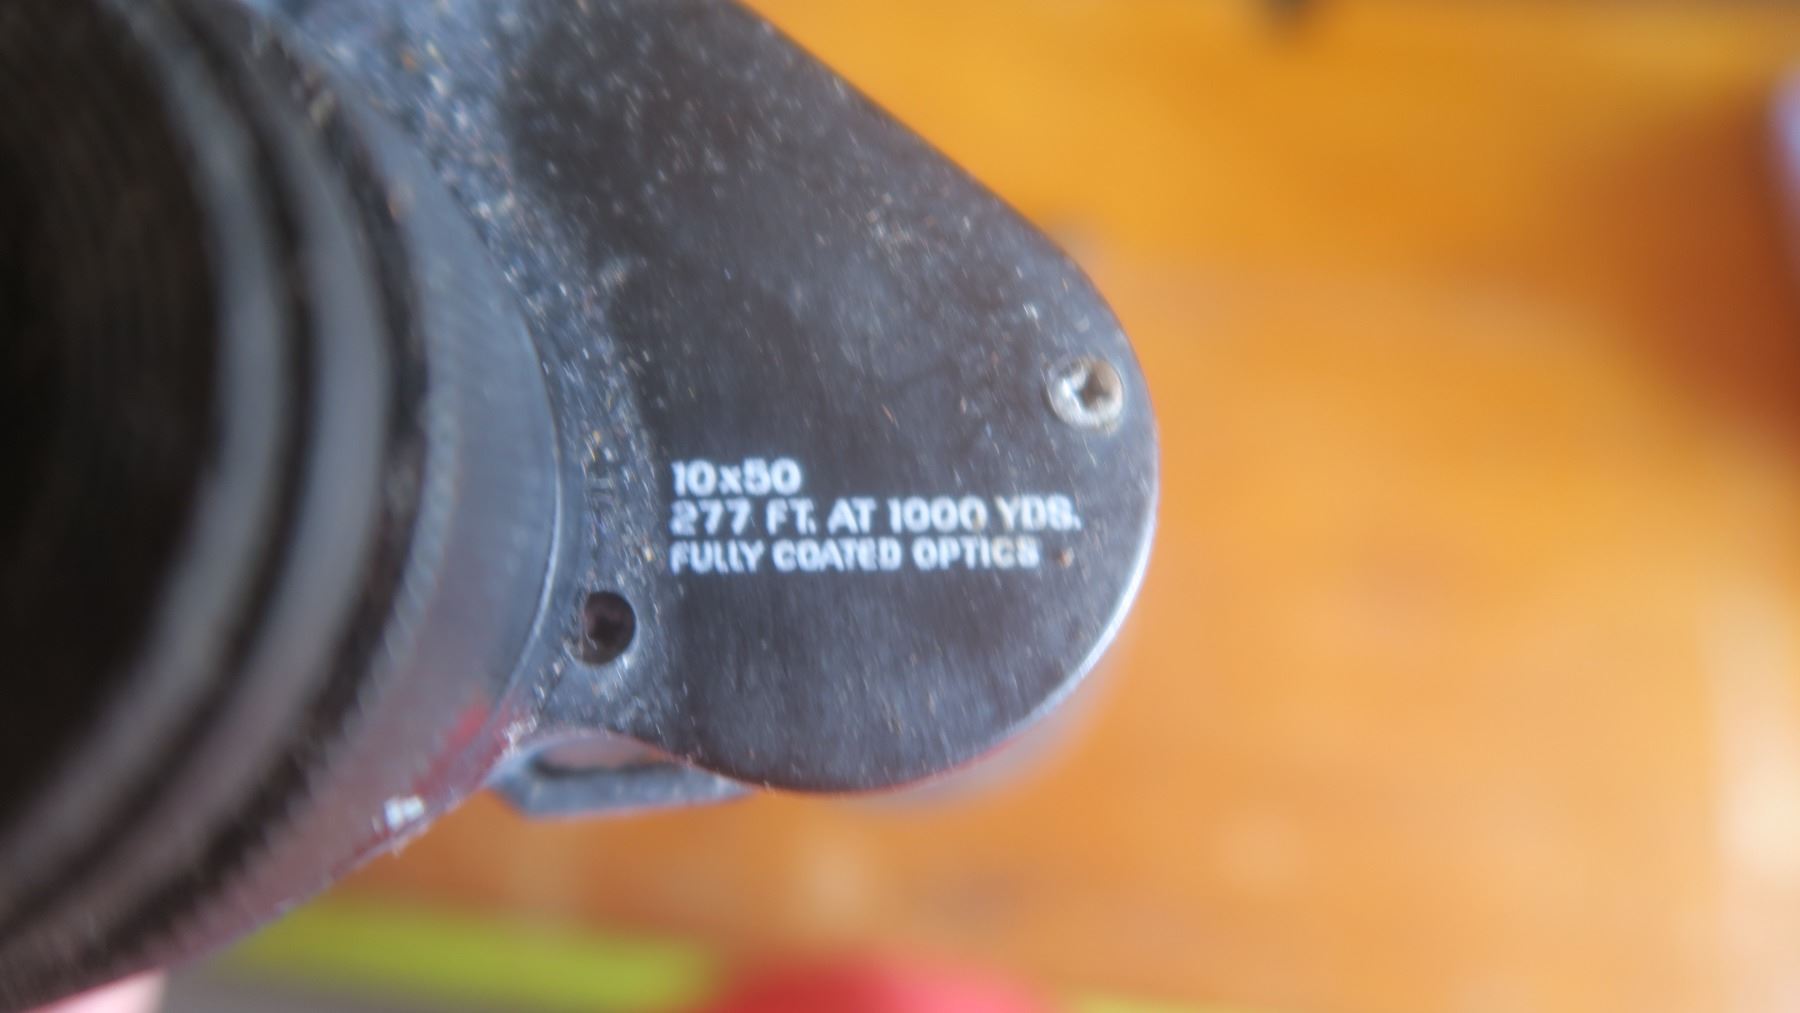 10x50
277 FT. AT 1000 YDS.
FULLY COATED OPTICS